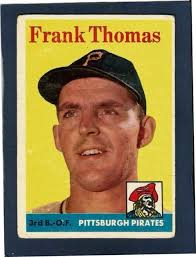 Frank Thomas
P
3rd B.-O.F. PITTSBURGH PIRATES